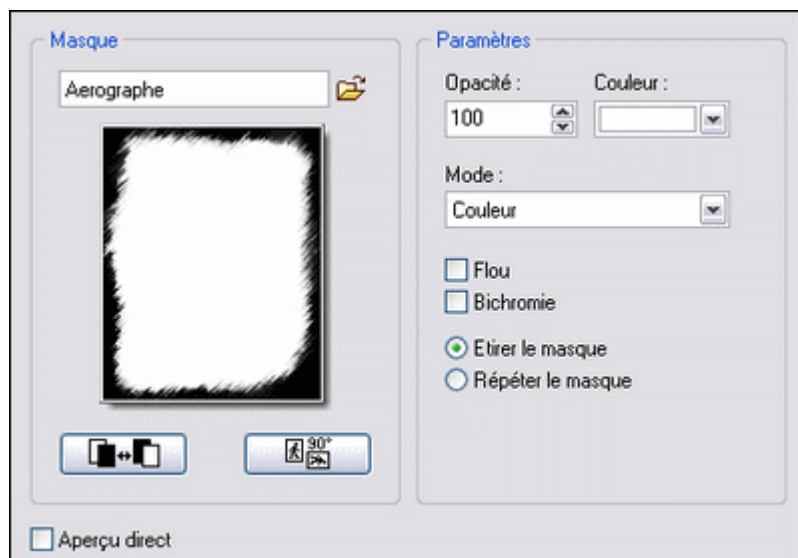 Masque
Aerographe
90°
Paramètres
Opacité : Couleur :
100
Mode :
Couleur
Flou
Bichromie
Etirer le masque
Répéter le masque
Aperçu direct